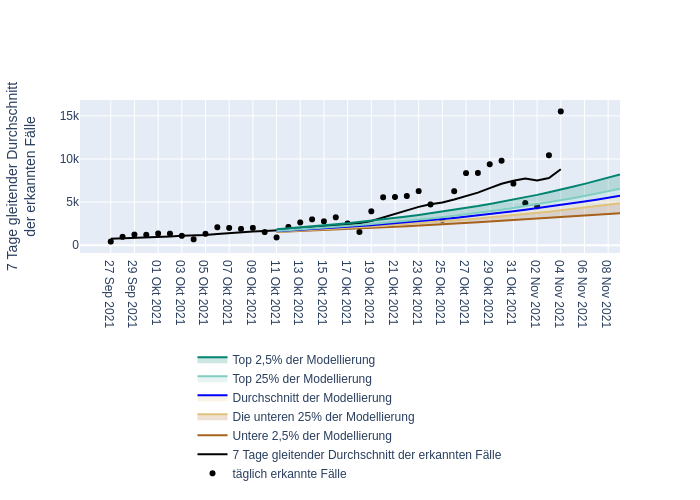 7 Tage gleitender Durchschnitt
der erkannten Fälle
15k
10k
5k
0
27 Sep 2021
29 Sep 2021
01 Okt 2021
03 Okt 2021
05 Okt 2021
07 Okt 2021
09 Okt 2021
11 Okt 2021
13 Okt 2021
15 Okt 2021
17 Okt 2021
19 Okt 2021
21 Okt 2021
23 Okt 2021
25 Okt 2021
27 Okt 2021
29 Okt 2021
31 Okt 2021
02 Nov 2021
04 Nov 2021
06 Nov 2021
08 Nov 2021
Top 2,5% der Modellierung
Top 25% der Modellierung
Durchschnitt der Modellierung
Die unteren 25% der Modellierung
Untere 2,5% der Modellierung
7 Tage gleitender Durchschnitt der erkannten Fälle
täglich erkannte Fälle